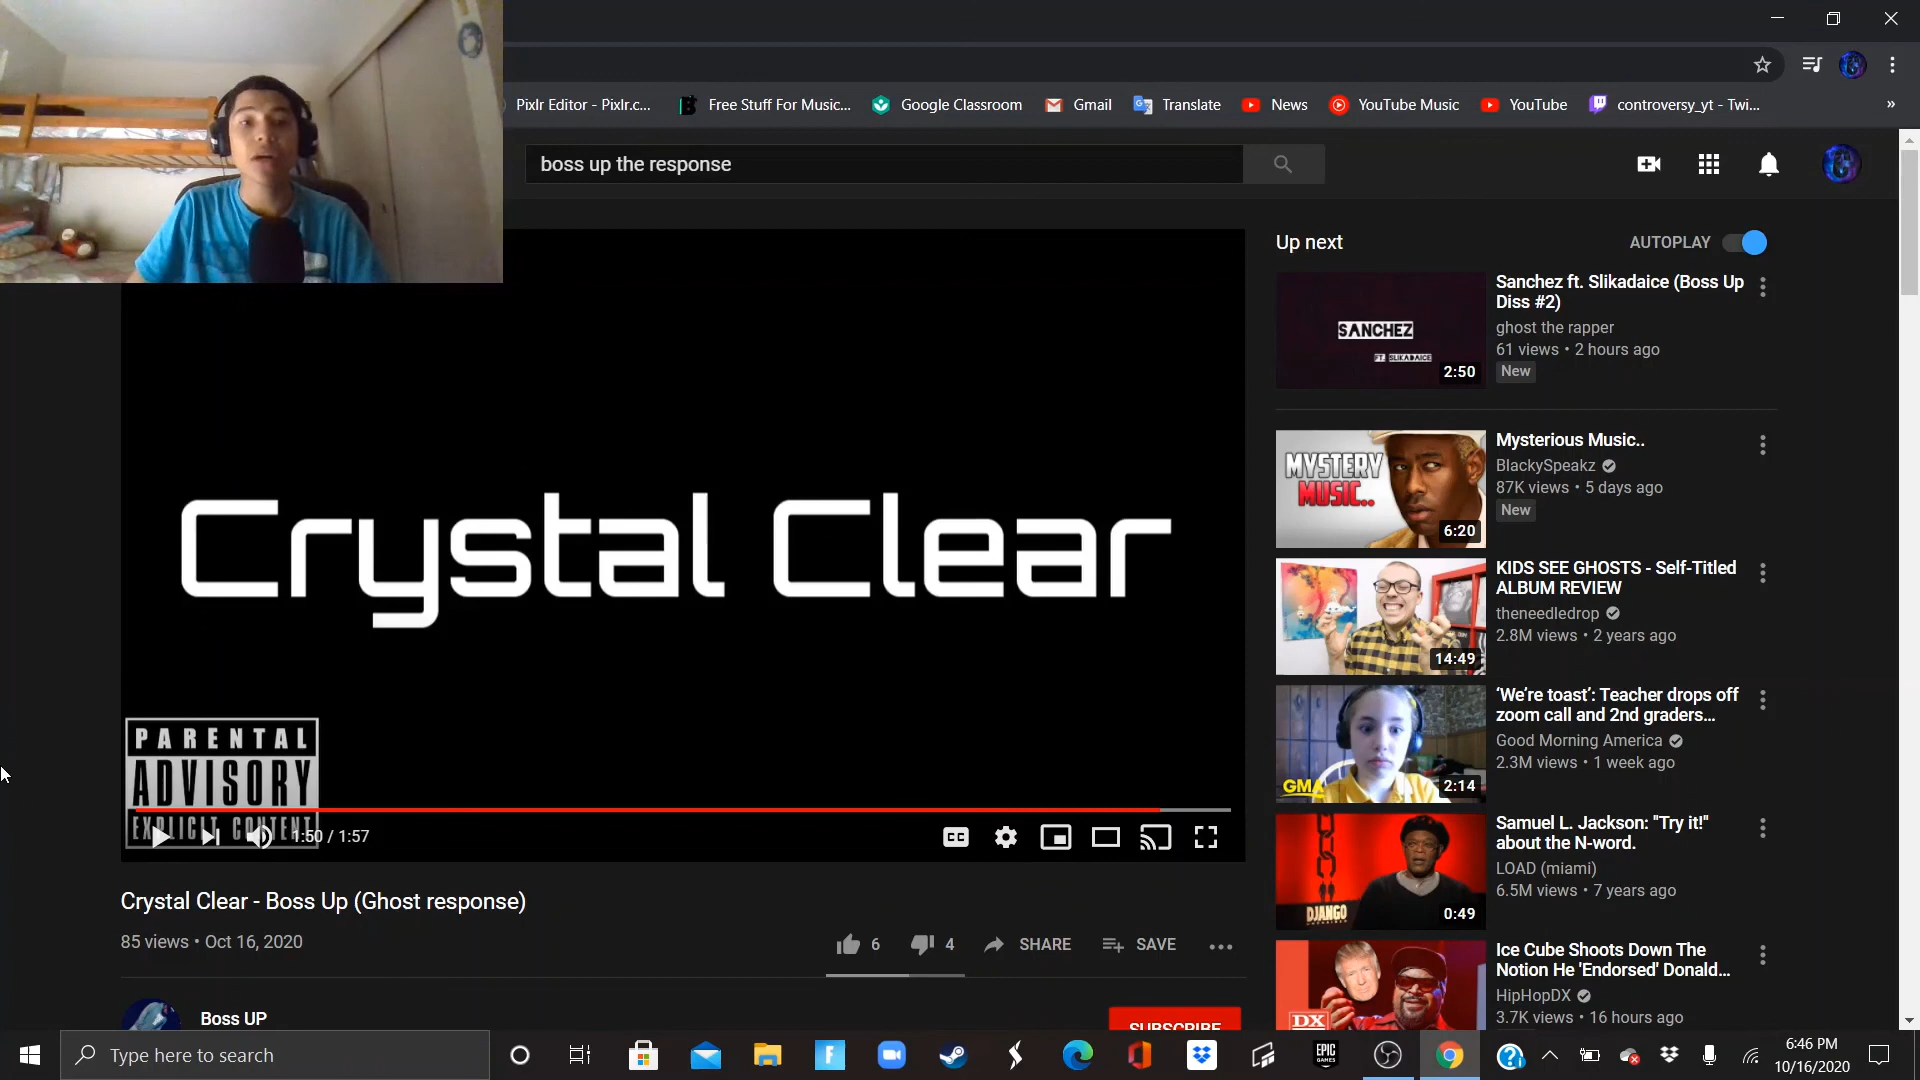 Pixlr Editor - Pixlr.c...
Free Stuff For Music...
Google Classroom
Gmail
Translate
News
YouTube Music
YouTube
controversy_yt - Twi...
»
boss up the response
Up next
AUTOPLAY
SANCHEZ
FT. SLIKADAICE
2:50
Sanchez ft. Slikadaice (Boss Up
Diss #2)
ghost the rapper
61 views • 2 hours ago
New
MYSTERY
MUSIC..
6:20
Mysterious Music..
BlackySpeakz
87K views • 5 days ago
New
14:49
KIDS SEE GHOSTS - Self-Titled
ALBUM REVIEW
theneedledrop
2.8M views • 2 years ago
GMA
2:14
‘We’re toast’: Teacher drops off
zoom call and 2nd graders...
Good Morning America
2.3M views • 1 week ago
DJANGO
0:49
Samuel L. Jackson: "Try it!"
about the N-word.
LOAD (miami)
6.5M views • 7 years ago
DX
Ice Cube Shoots Down The
Notion He 'Endorsed' Donald...
HipHopDX
3.7K views • 16 hours ago
Crystal Clear
PARENTAL
ADVISORY
EXPLICIT CONTENT
1:50 / 1:57
CC
Crystal Clear - Boss Up (Ghost response)
85 views • Oct 16, 2020
6
4
SHARE
SAVE
Boss UP
SUBSCRIBE
Type here to search
EPIC
GAMES
6:46 PM
10/16/2020